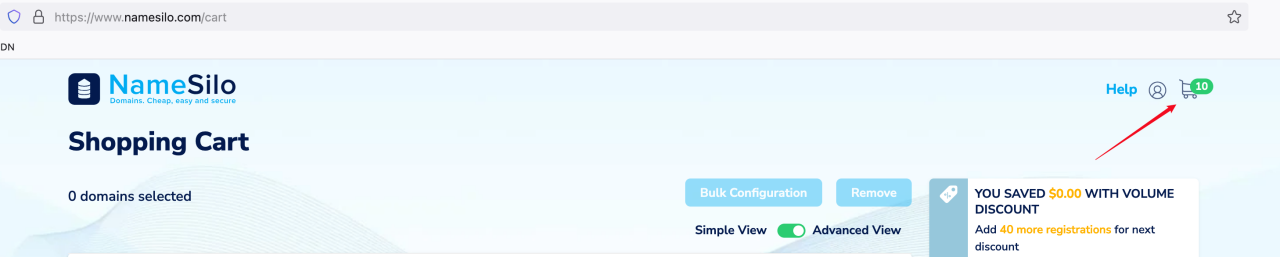 https://www.namesilo.com/cart
DN
NameSilo
Domains. Cheap, easy and secure
Help
10
Shopping Cart
0 domains selected
Bulk Configuration
Remove
Simple View
Advanced View
YOU SAVED $0.00 WITH VOLUME
DISCOUNT
Add 40 more registrations for next
discount